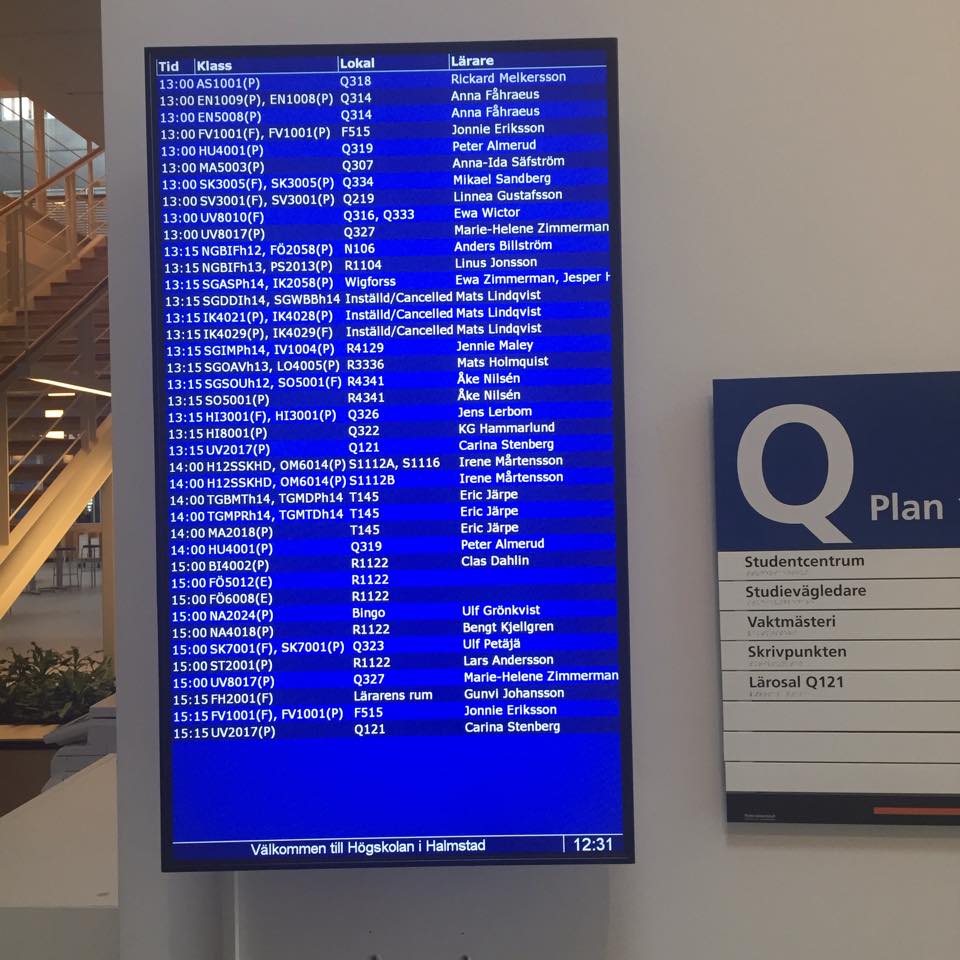 Tid Klass Lokal Lärare
13:00 AS1001(P) Q318 Rickard Melkersson
13:00 EN1009(P), EN1008(P) Q314 Anna Fåhraeus
13:00 EN5008(P) Q314 Anna Fåhraeus
13:00 FV1001(F), FV1001(P) F515 Jonnie Eriksson
13:00 HU4001(P) Q319 Peter Almerud
13:00 MA5003(P) Q307 Anna-Ida Säfström
13:00 SK3005(F), SK3005(P) Q334 Mikael Sandberg
13:00 SV3001(F), SV3001(P) Q219 Linnea Gustafsson
13:00 UV8010(F) Q316, Q333 Ewa Wictor
13:00 UV8017(P) Q327 Marie-Helene Zimmerman
13:15 NGBIFh12, FÖ2058(P) N106 Anders Billström
13:15 NGBIFh13, PS2013(P) R1104 Linus Jonsson
13:15 SGASPh14, IK2058(P) Wigforss Ewa Zimmerman, Jesper H
13:15 SGDDIh14, SGWBBh14 Inställd/Cancelled Mats Lindqvist
13:15 IK4021(P), IK4028(P) Inställd/Cancelled Mats Lindqvist
13:15 IK4029(P), IK4029(F) Inställd/Cancelled Mats Lindqvist
13:15 SGIMPh14, IV1004(P) R4129 Jennie Maley
13:15 SGOAVh13, LO4005(P) R3336 Mats Holmquist
13:15 SGSOUh12, SO5001(F) R4341 Åke Nilsén
13:15 SO5001(P) R4341 Åke Nilsén
13:15 HI3001(F), HI3001(P) Q326 Jens Lerbom
13:15 HI8001(P) Q322 KG Hammarlund
13:15 UV2017(P) Q121 Carina Stenberg
14:00 H12SSKHD, OM6014(P) S1112A, S1116 Irene Mårtensson
14:00 H12SSKHD, OM6014(P) S1112B Irene Mårtensson
14:00 TGBMTh14, TGMDPh14 T145 Eric Järpe
14:00 TGMPRh14, TGMTDh14 T145 Eric Järpe
14:00 MA2018(P) T145 Eric Järpe
14:00 HU4001(P) Q319 Peter Almerud
15:00 BI4002(P) R1122 Clas Dahlin
15:00 FÖ5012(E) R1122
15:00 FÖ6008(E) R1122
15:00 NA2024(P) Bingo Ulf Grönkvist
15:00 NA4018(P) R1122 Bengt Kjellgren
15:00 SK7001(F), SK7001(P) Q323 Ulf Petäjä
15:00 ST2001(P) R1122 Lars Andersson
15:00 UV8017(P) Q327 Marie-Helene Zimmerman
15:15 FH2001(F) Lärarens rum Gunvi Johansson
15:15 FV1001(F), FV1001(P) F515 Jonnie Eriksson
15:15 UV2017(P) Q121 Carina Stenberg
Välkommen till Högskolan i Halmstad 12:31
Q Plan
Studentcentrum
Studievägledare
Vaktmästeri
Skrivpunkten
Lärosal Q121